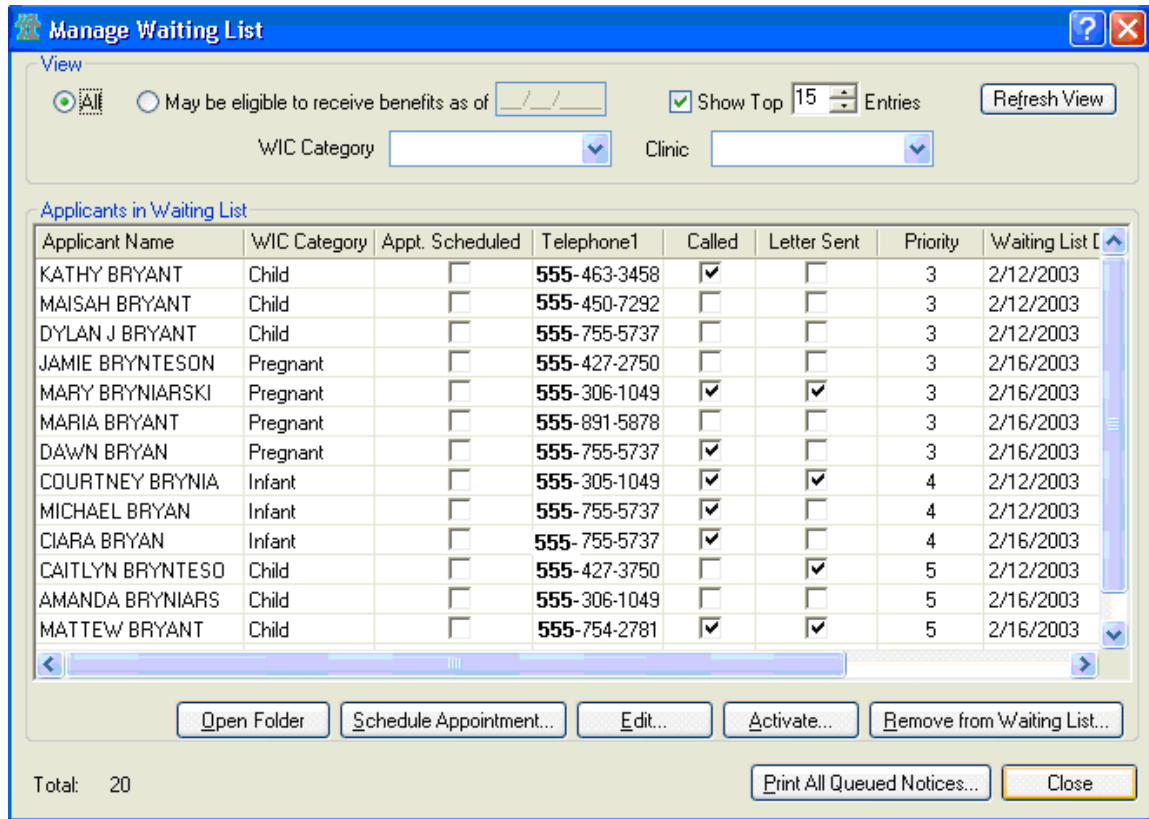 Manage Waiting List
View
All May be eligible to receive benefits as of __/__/____ Show Top 15 Entries Refresh View
WIC Category Clinic
Applicants in Waiting List
Applicant Name WIC Category Appt. Scheduled Telephone1 Called Letter Sent Priority Waiting List D
KATHY BRYANT Child 555-463-3458 3 2/12/2003
MAISAH BRYANT Child 555-450-7292 3 2/12/2003
DYLAN J BRYANT Child 555-755-5737 3 2/12/2003
JAMIE BRYNTESON Pregnant 555-427-2750 3 2/16/2003
MARY BRYNIARSKI Pregnant 555-306-1049 3 2/16/2003
MARIA BRYANT Pregnant 555-891-5878 3 2/16/2003
DAWN BRYAN Pregnant 555-755-5737 3 2/16/2003
COURTNEY BRYNIA Infant 555-305-1049 4 2/12/2003
MICHAEL BRYAN Infant 555-755-5737 4 2/12/2003
CIARA BRYAN Infant 555-755-5737 4 2/16/2003
CAITLYN BRYNTESO Child 555-427-3750 5 2/12/2003
AMANDA BRYNIARS Child 555-306-1049 5 2/16/2003
MATTEW BRYANT Child 555-754-2781 5 2/16/2003
Open Folder Schedule Appointment... Edit... Activate... Remove from Waiting List...
Total: 20 Print All Queued Notices... Close